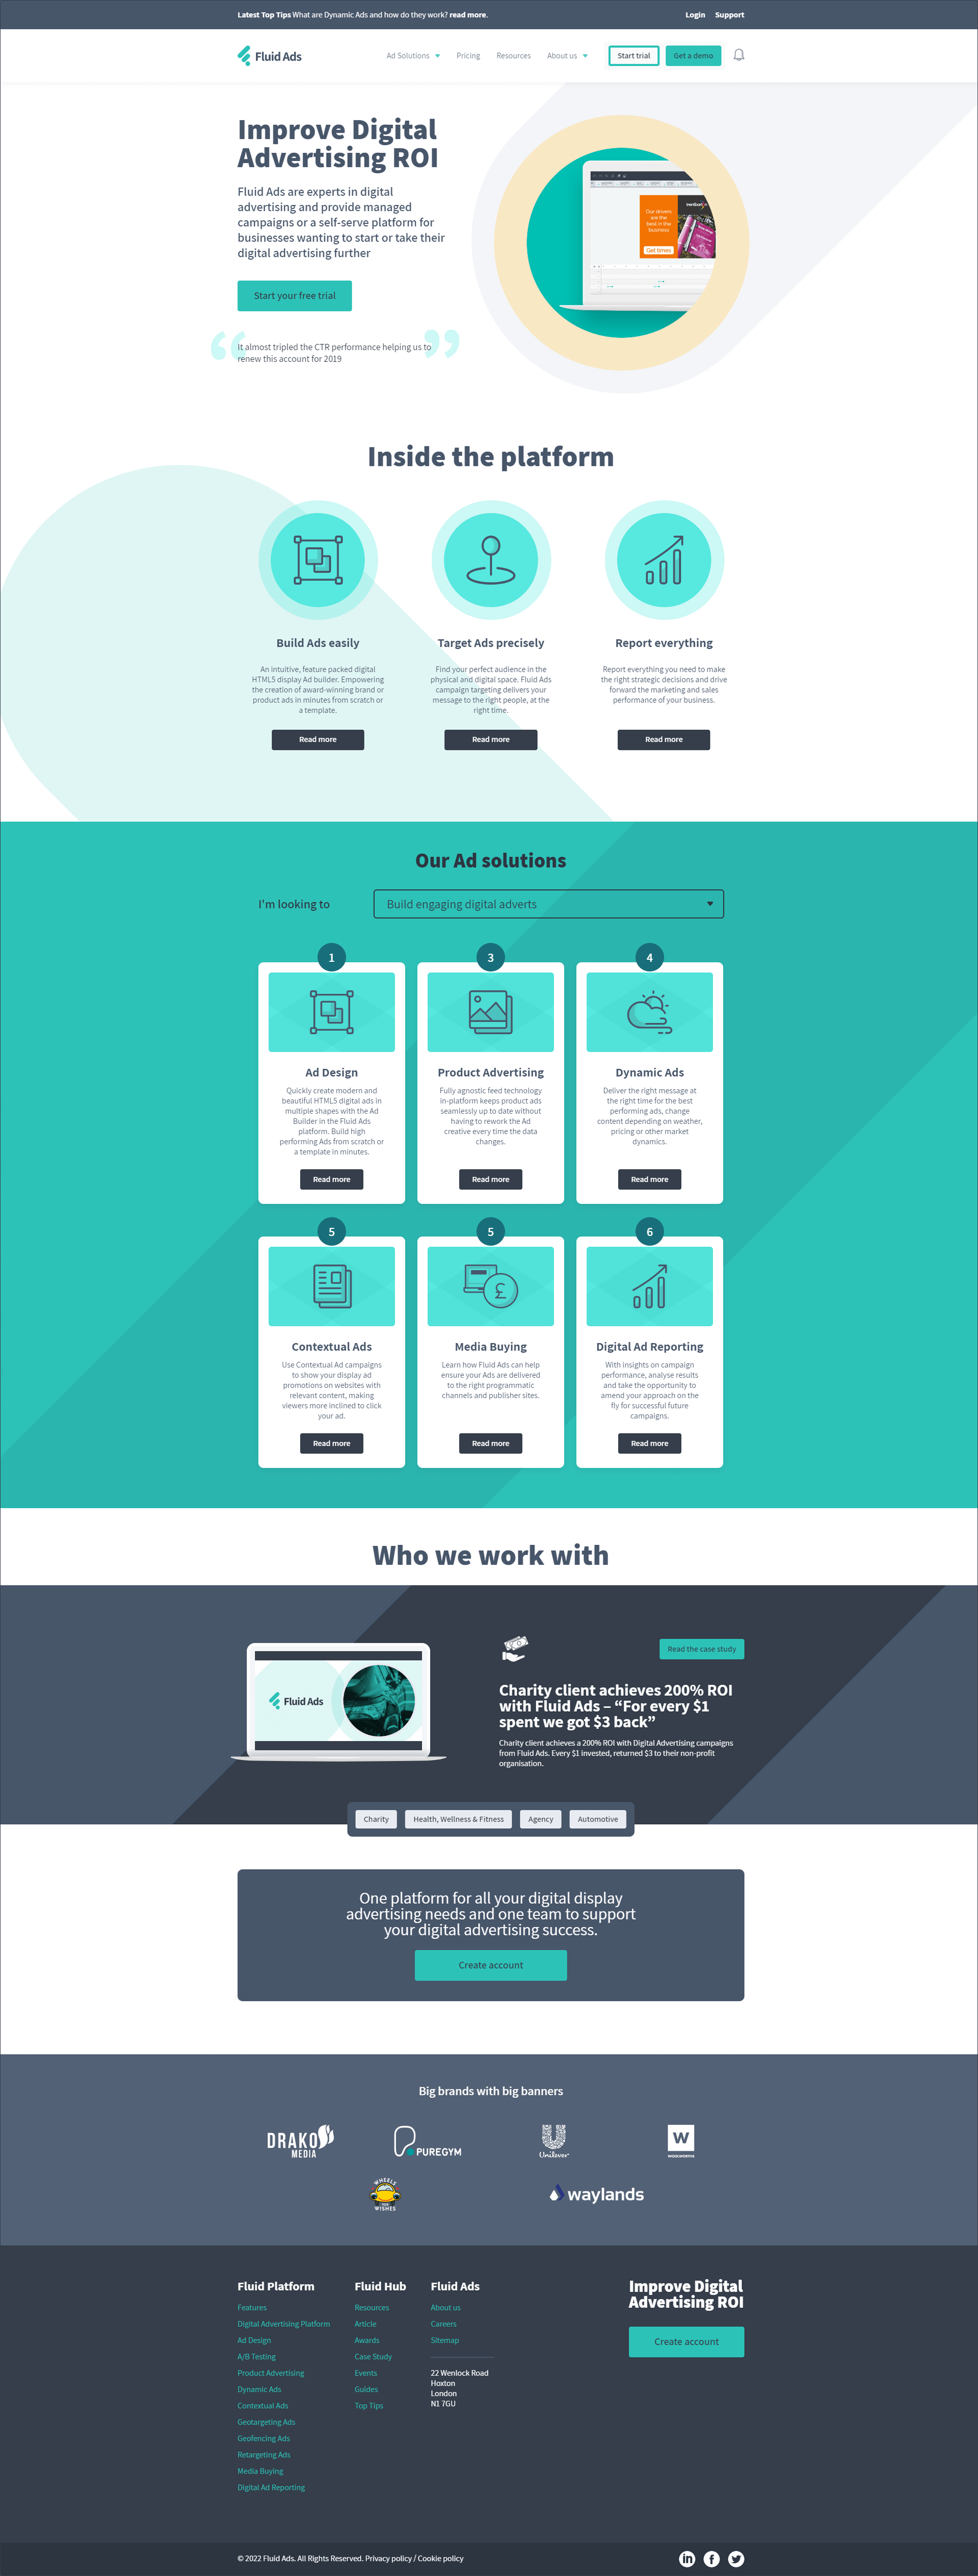 Latest Top Tips What are Dynamic Ads and how do they work? read more.
Login Support
Fluid Ads
Ad Solutions
Pricing
Resources
About us
Start trial
Get a demo
Improve Digital
Advertising ROI
Fluid Ads are experts in digital
advertising and provide managed
campaigns or a self-serve platform for
businesses wanting to start or take their
digital advertising further
Our drivers
are the
best in the
business
Get times
Start your free trial
It almost tripled the CTR performance helping us to
renew this account for 2019
Inside the platform
Build Ads easily
An intuitive, feature packed digital
HTML5 display Ad builder. Empowering
the creation of award-winning brand or
product ads in minutes from scratch or
a template.
Read more
Target Ads precisely
Find your perfect audience in the
physical and digital space. Fluid Ads
campaign targeting delivers your
message to the right people, at the
right time.
Read more
Report everything
Report everything you need to make
the right strategic decisions and drive
forward the marketing and sales
performance of your business.
Read more
Our Ad solutions
I'm looking to
Build engaging digital adverts
1
Ad Design
Quickly create modern and
beautiful HTML5 digital ads in
multiple shapes with the Ad
Builder in the Fluid Ads
platform. Build high
performing Ads from scratch or
a template in minutes.
Read more
3
Product Advertising
Fully agnostic feed technology
in-platform keeps product ads
seamlessly up to date without
having to rework the Ad
creative every time the data
changes.
Read more
4
Dynamic Ads
Deliver the right message at
the right time for the best
performing ads, change
content depending on weather,
pricing or other market
dynamics.
Read more
5
Contextual Ads
Use Contextual Ad campaigns
to show your display ad
promotions on websites with
relevant content, making
viewers more inclined to click
your ad.
Read more
5
£
Media Buying
Learn how Fluid Ads can help
ensure your Ads are delivered
to the right programmatic
channels and publisher sites.
Read more
6
Digital Ad Reporting
With insights on campaign
performance, analyse results
and take the opportunity to
amend your approach on the
fly for successful future
campaigns.
Read more
Who we work with
Fluid Ads
Read the case study
Charity client achieves 200% ROI
with Fluid Ads – “For every $1
spent we got $3 back”
Charity client achieves a 200% ROI with Digital Advertising campaigns
from Fluid Ads. Every $1 invested, returned $3 to their non-profit
organisation.
Charity
Health, Wellness & Fitness
Agency
Automotive
One platform for all your digital display
advertising needs and one team to support
your digital advertising success.
Create account
Big brands with big banners
DRAKO
MEDIA
PUREGYM
Unilever
W
WOOLWORTHS
WHEELS
FOR
WISHES
waylands
Fluid Platform
Features
Digital Advertising Platform
Ad Design
A/B Testing
Product Advertising
Dynamic Ads
Contextual Ads
Geotargeting Ads
Geofencing Ads
Retargeting Ads
Media Buying
Digital Ad Reporting
Fluid Hub
Resources
Article
Awards
Case Study
Events
Guides
Top Tips
Fluid Ads
About us
Careers
Sitemap
22 Wenlock Road
Hoxton
London
N1 7GU
Improve Digital
Advertising ROI
Create account
© 2022 Fluid Ads. All Rights Reserved. Privacy policy / Cookie policy